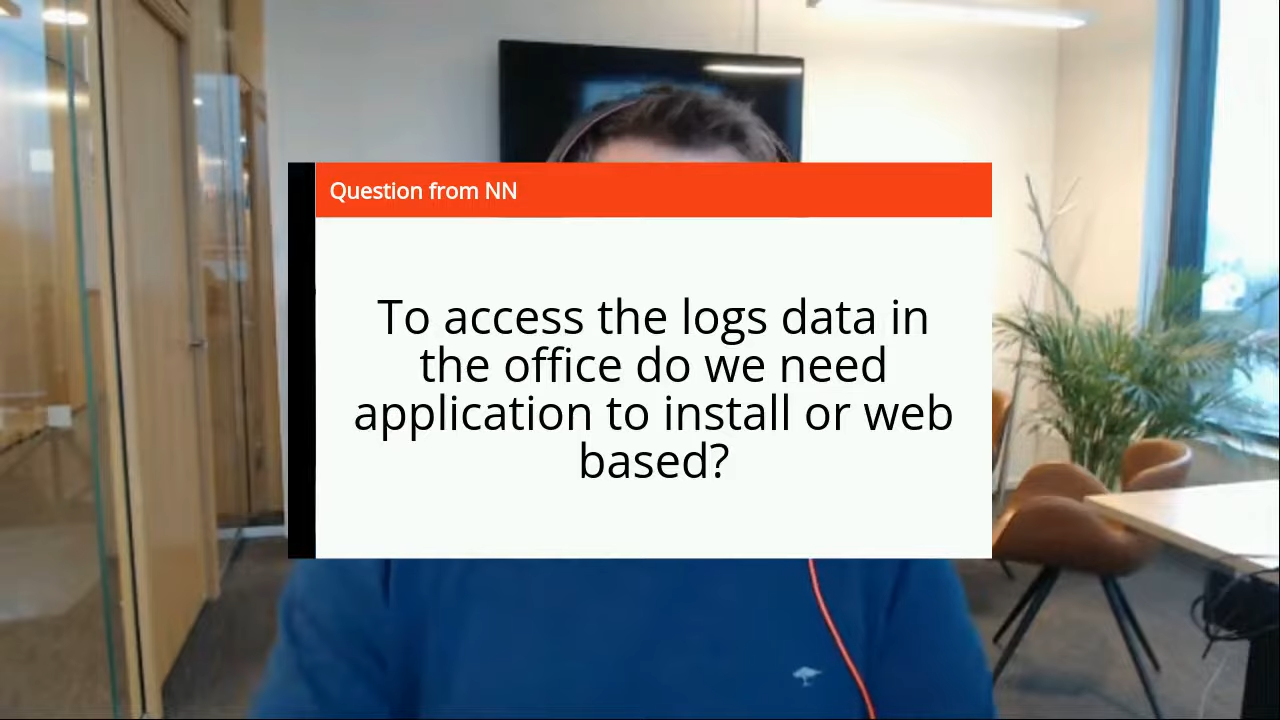 Question from NN
To access the logs data in
the office do we need
application to install or web
based?